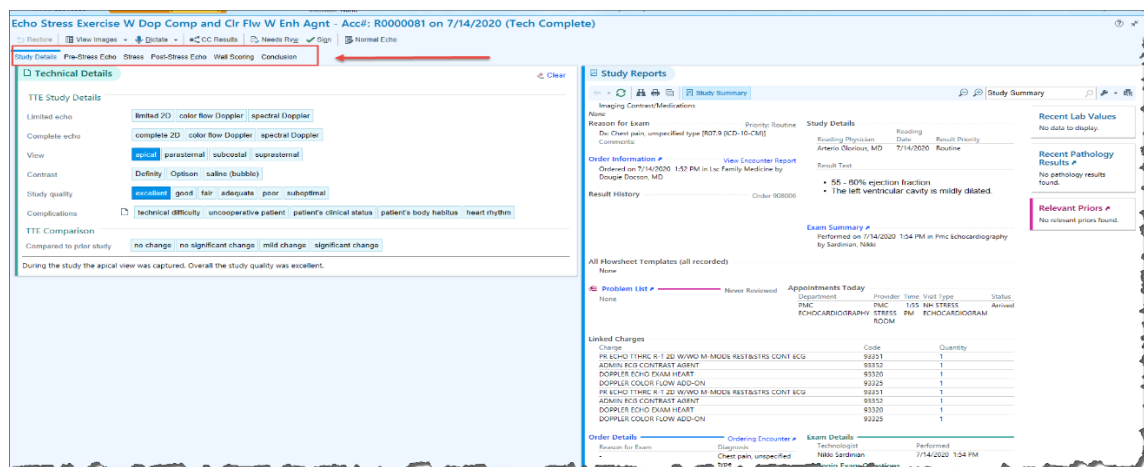 Echo Stress Exercise W Dop Comp and Clr Flw W Enh Agnt - Acc#: R0000081 on 7/14/2020 (Tech Complete)
Restore View Images Dictate CC Results Needs Rvw Sign Normal Echo
Study Details Pre-Stress Echo Stress Post-Stress Echo Wall Scoring Conclusion
Technical Details
Clear
TTE Study Details
Limited echo limited 2D color flow Doppler spectral Doppler
Complete echo complete 2D color flow Doppler spectral Doppler
View apical parasternal subcostal suprasternal
Contrast Definity Optison saline (bubble)
Study quality excellent good fair adequate poor suboptimal
Complications technical difficulty uncooperative patient patient's clinical status patient's body habitus heart rhythm
TTE Comparison
Compared to prior study no change no significant change mild change significant change
During the study the apical view was captured. Overall the study quality was excellent.
Study Reports
Study Summary
Study Summary
Imaging Contrast/Medications
None
Reason for Exam Priority: Routine
Dx: Chest pain, unspecified type [R07.9 (ICD-10-CM)]
Comments:
Order Information View Encounter Report
Ordered on 7/14/2020 1:52 PM in Lsc Family Medicine by
Dougie Docson, MD
Result History Order 908006
Study Details
Reading Physician Reading Date Result Priority
Arterio Glorious, MD 7/14/2020 Routine
Result Text
• 55 - 60% ejection fraction.
• The left ventricular cavity is mildly dilated.
Exam Summary
Performed on 7/14/2020 1:54 PM in Pmc Echocardiography
by Sardinian, Nikki
Recent Lab Values
No data to display.
Recent Pathology
Results
No pathology results
found.
Relevant Priors
No relevant priors found.
All Flowsheet Templates (all recorded)
None
Problem List Never Reviewed
None
Appointments Today
Department Provider Time Visit Type Status
PMC PMC 1:55 NH STRESS Arrived
ECHOCARDIOGRAPHY STRESS PM ECHOCARDIOGRAM
ROOM
Linked Charges
Charge Code Quantity
PR ECHO TTHRC R-T 2D W/WO M-MODE REST&STRS CONT ECG 93351 1
ADMIN ECG CONTRAST AGENT 93352 1
DOPPLER ECHO EXAM HEART 93320 1
DOPPLER COLOR FLOW ADD-ON 93325 1
PR ECHO TTHRC R-T 2D W/WO M-MODE REST&STRS CONT ECG 93351 1
ADMIN ECG CONTRAST AGENT 93352 1
DOPPLER ECHO EXAM HEART 93320 1
DOPPLER COLOR FLOW ADD-ON 93325 1
Order Details Ordering Encounter
Reason for Exam Diagnosis
- Chest pain, unspecified
type
Exam Details
Technologist Performed
Nikki Sardinian 7/14/2020 1:54 PM
Exam Questions